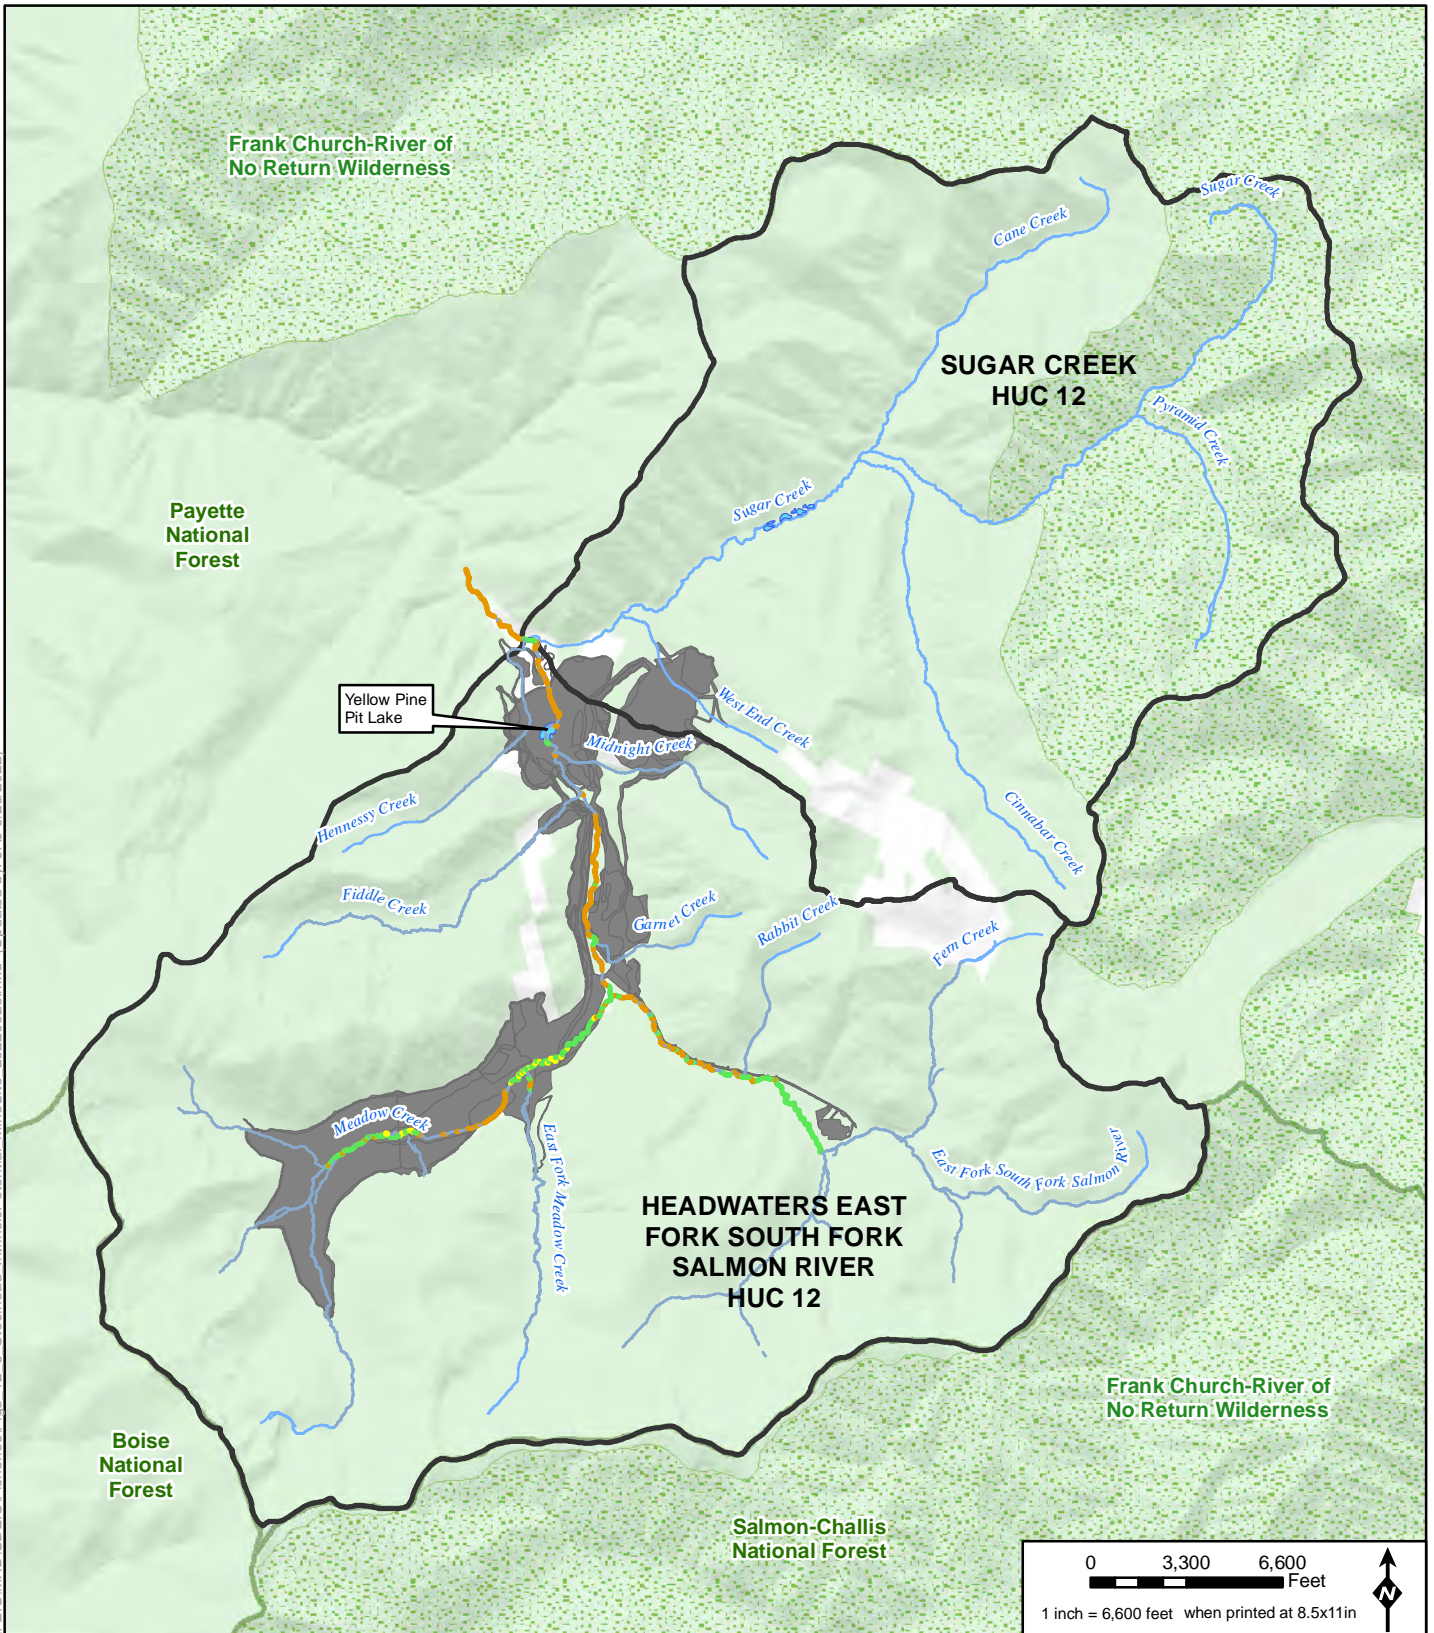 Frank Church-River of
No Return Wilderness
Sugar Creek
Cane Creek
SUGAR CREEK
HUC 12
Pyramid Creek
Sugar Creek
Payette
National
Forest
Yellow Pine
Pit Lake
West End Creek
Midnight Creek
Hennessy Creek
Cinnabar Creek
Fiddle Creek
Garnet Creek
Rabbit Creek
Fern Creek
Meadow Creek
East Fork Meadow Creek
East Fork South Fork Salmon River
HEADWATERS EAST
FORK SOUTH FORK
SALMON RIVER
HUC 12
Frank Church-River of
No Return Wilderness
Boise
National
Forest
Salmon-Challis
National Forest
0 3,300 6,600
Feet
1 inch = 6,600 feet when printed at 8.5x11in
N